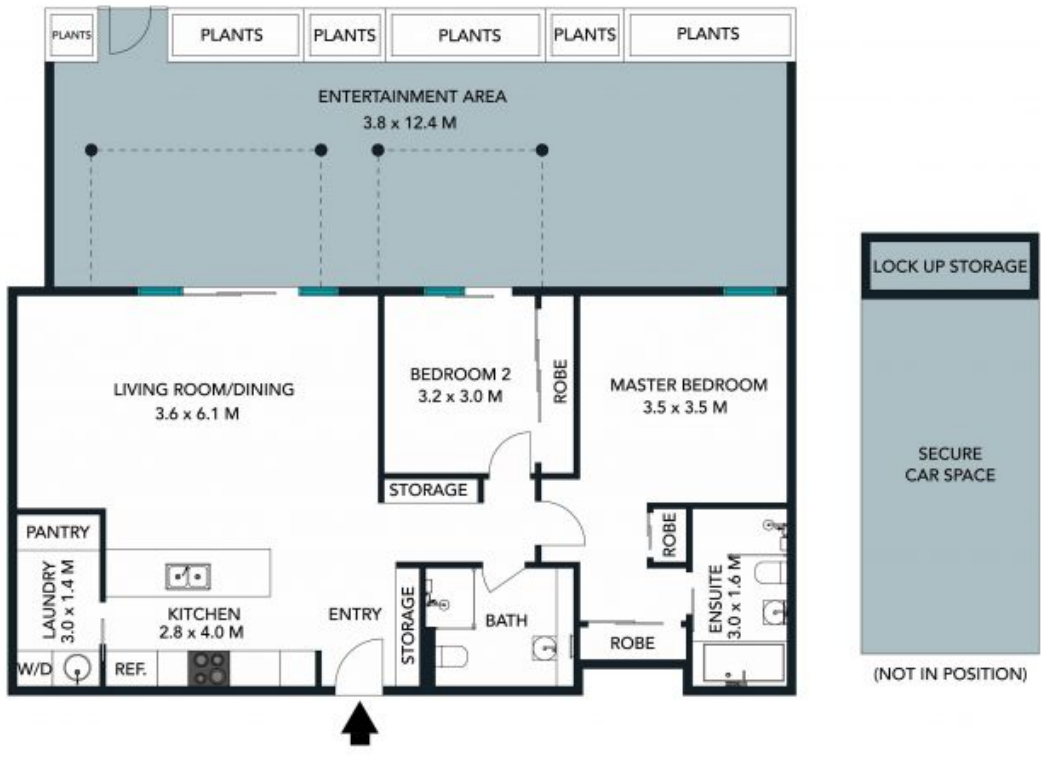 PLANTS
PLANTS
PLANTS
PLANTS
PLANTS
PLANTS
ENTERTAINMENT AREA
3.8 x 12.4 M
LIVING ROOM/DINING
3.6 x 6.1 M
BEDROOM 2
3.2 x 3.0 M
ROBE
MASTER BEDROOM
3.5 x 3.5 M
STORAGE
PANTRY
LAUNDRY
3.0 x 1.4 M
KITCHEN
2.8 x 4.0 M
ENTRY
STORAGE
BATH
ROBE
ROBE
ENSUITE
3.0 x 1.6 M
W/D
REF.
LOCK UP STORAGE
SECURE
CAR SPACE
(NOT IN POSITION)